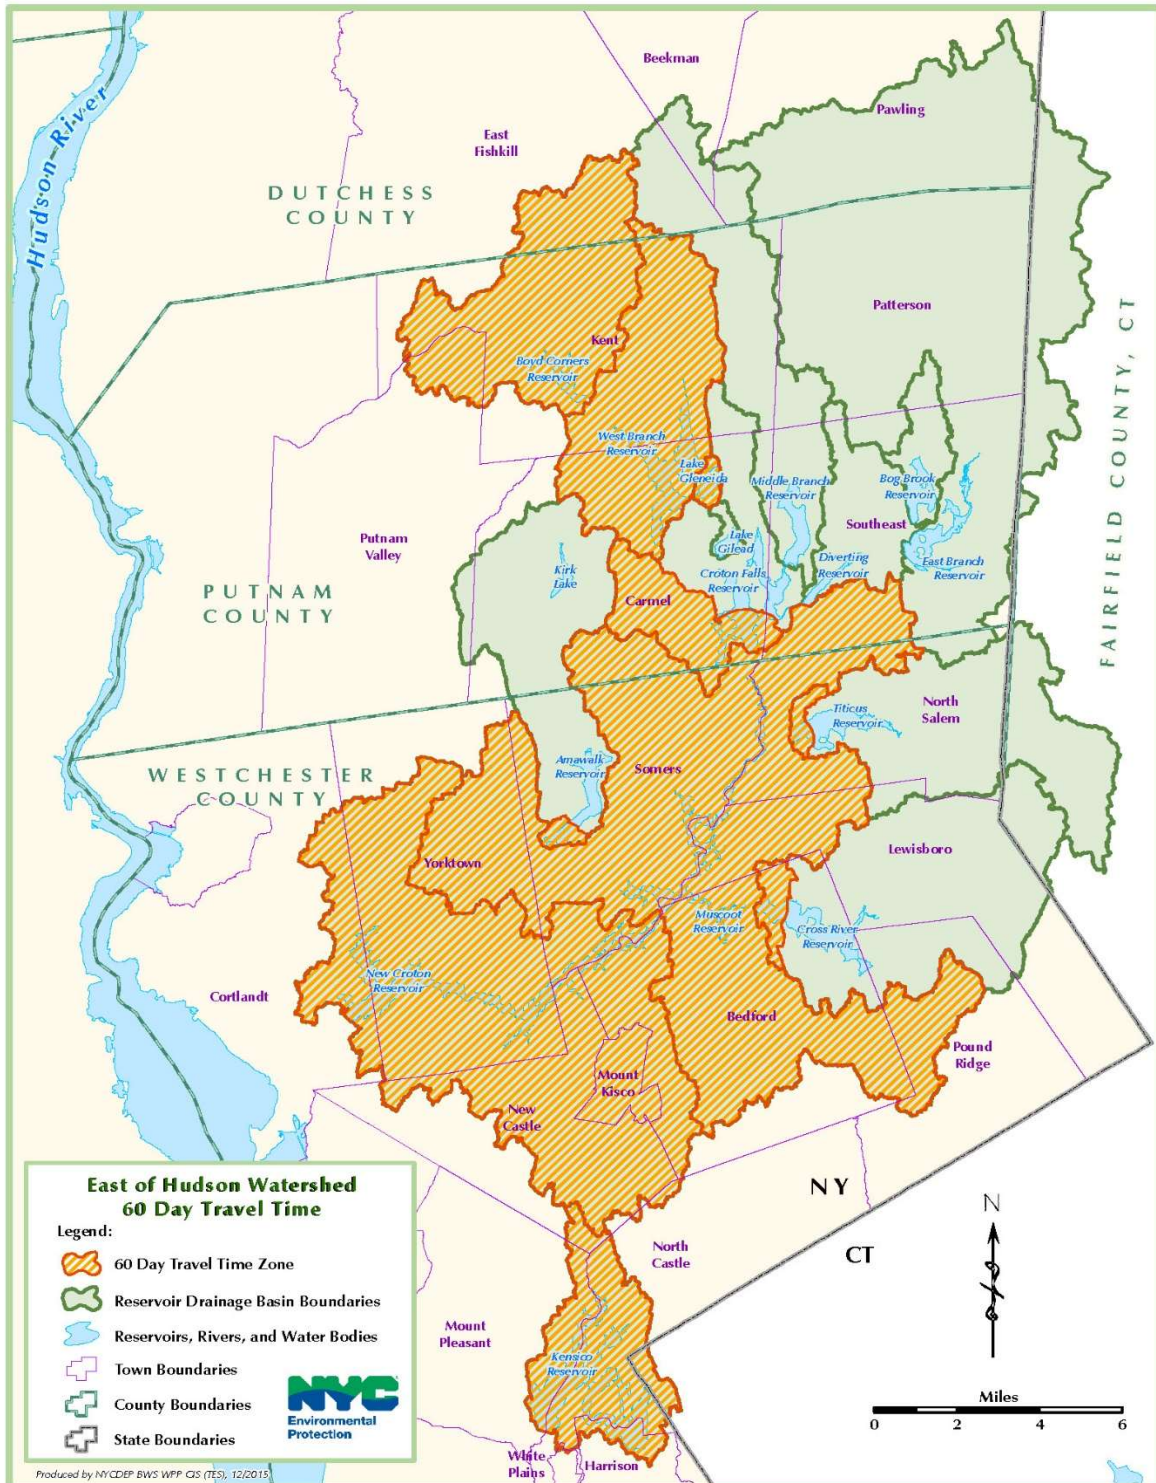 Beekman
Pawling
East
Fishkill
Hudson River
DUTCHESS
COUNTY
Patterson
Kent
Boyd Corners
Reservoir
FAIRFIELD COUNTY, CT
West Branch
Reservoir
Lake
Gleneida
Middle Branch
Reservoir
Bog Brook
Reservoir
Southeast
Putnam
Valley
Lake
Gilead
Kirk
Lake
Croton Falls
Reservoir
Diverting
Reservoir
East Branch
Reservoir
PUTNAM
COUNTY
Carmel
North
Salem
Titicus
Reservoir
Amawalk
Reservoir
Somers
WESTCHESTER
COUNTY
Yorktown
Lewisboro
Muscoot
Reservoir
Cross River
Reservoir
New Croton
Reservoir
Cortlandt
Bedford
Pound
Ridge
Mount
Kisco
New
Castle
NY
CT
N
North
Castle
Mount
Pleasant
Kensico
Reservoir
White
Plains
Harrison
East of Hudson Watershed
60 Day Travel Time
Legend:
60 Day Travel Time Zone
Reservoir Drainage Basin Boundaries
Reservoirs, Rivers, and Water Bodies
Town Boundaries
County Boundaries
State Boundaries
NYC
Environmental
Protection
Miles
0 2 4 6
Produced by NYCDEP BWS WPP GIS (TES), 12/2015